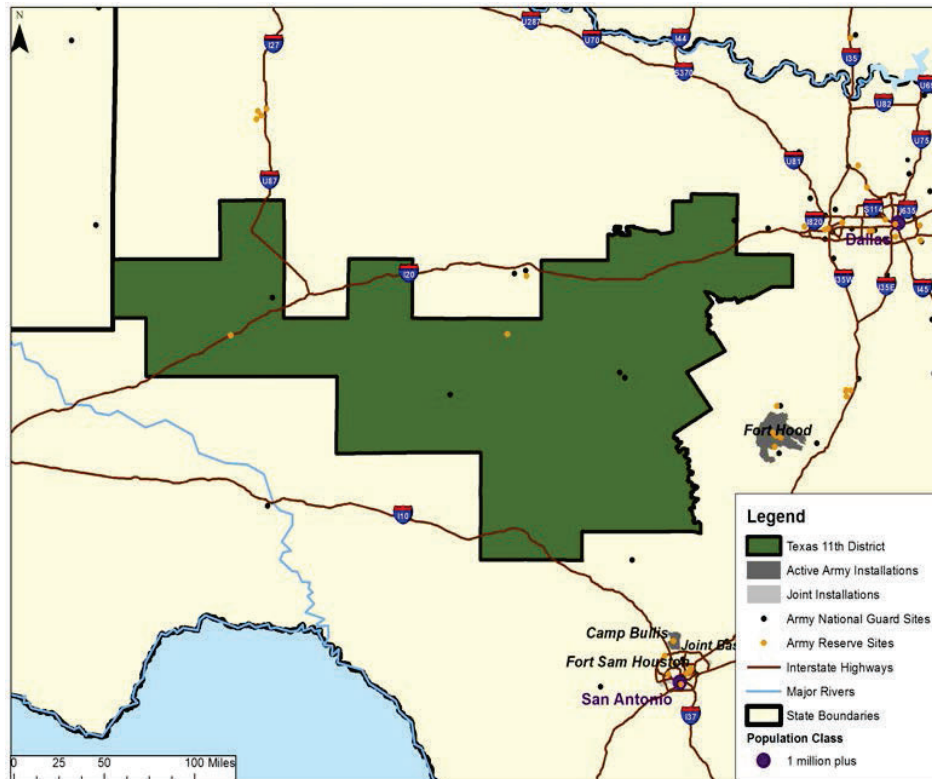 N
U287
U70
I44
I35
I27
S370
U69
U82
U75
U87
U81
S114
I635
I820
Dallas
I20
I35W
I35E
I45
Fort Hood
I10
Legend
Texas 11th District
Active Army Installations
Joint Installations
Army National Guard Sites
Army Reserve Sites
Interstate Highways
Major Rivers
State Boundaries
Population Class
1 million plus
Camp Bullis
Joint Bas
Fort Sam Houston
San Antonio
I37
0 25 50 100 Miles